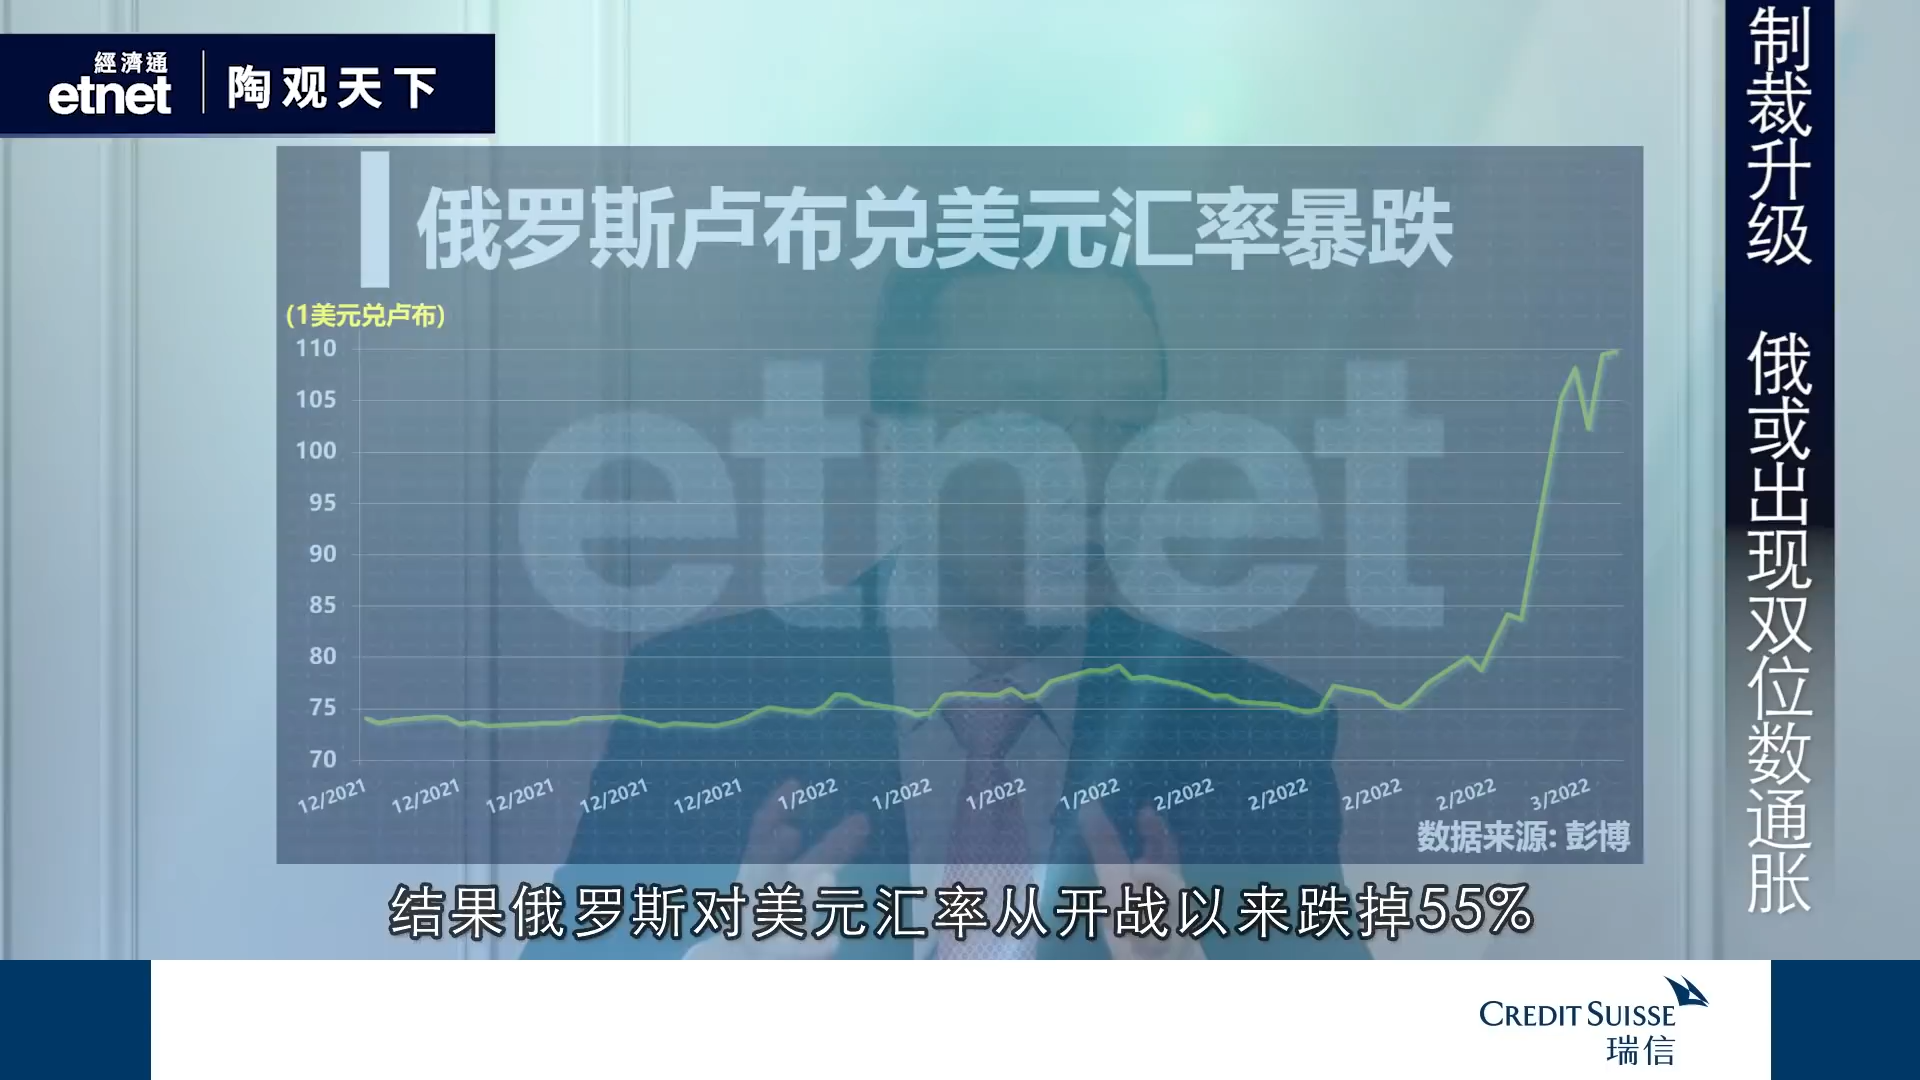 經濟通
etnet
陶观天下
俄罗斯卢布兑美元汇率暴跌
(1美元兑卢布)
110
105
100
95
90
85
80
75
70
12/2021 12/2021 12/2021 12/2021 12/2021 1/2022 1/2022 1/2022 1/2022 2/2022 2/2022 2/2022 2/2022 3/2022
etnet
数据来源: 彭博
结果俄罗斯对美元汇率从开战以来跌掉55%
制裁升级 俄或出现双位数通胀
CREDIT SUISSE
瑞信